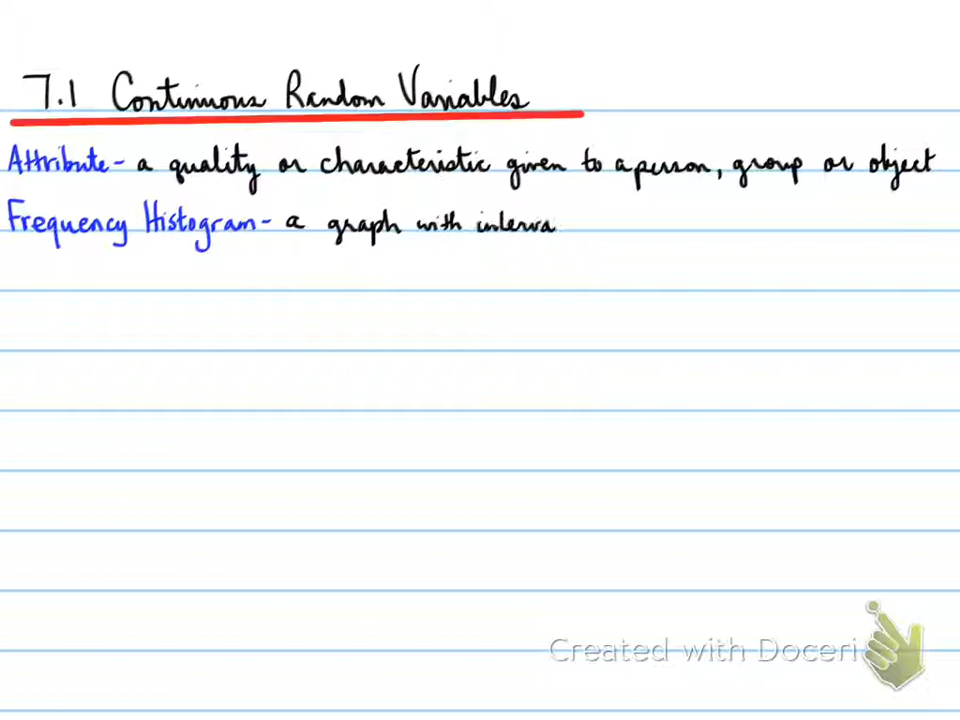 7.1 Continuous Random Variables
Attribute- a quality or characteristic given to a person, group or object
Frequency Histogram- a graph with interva
Created with Doceri